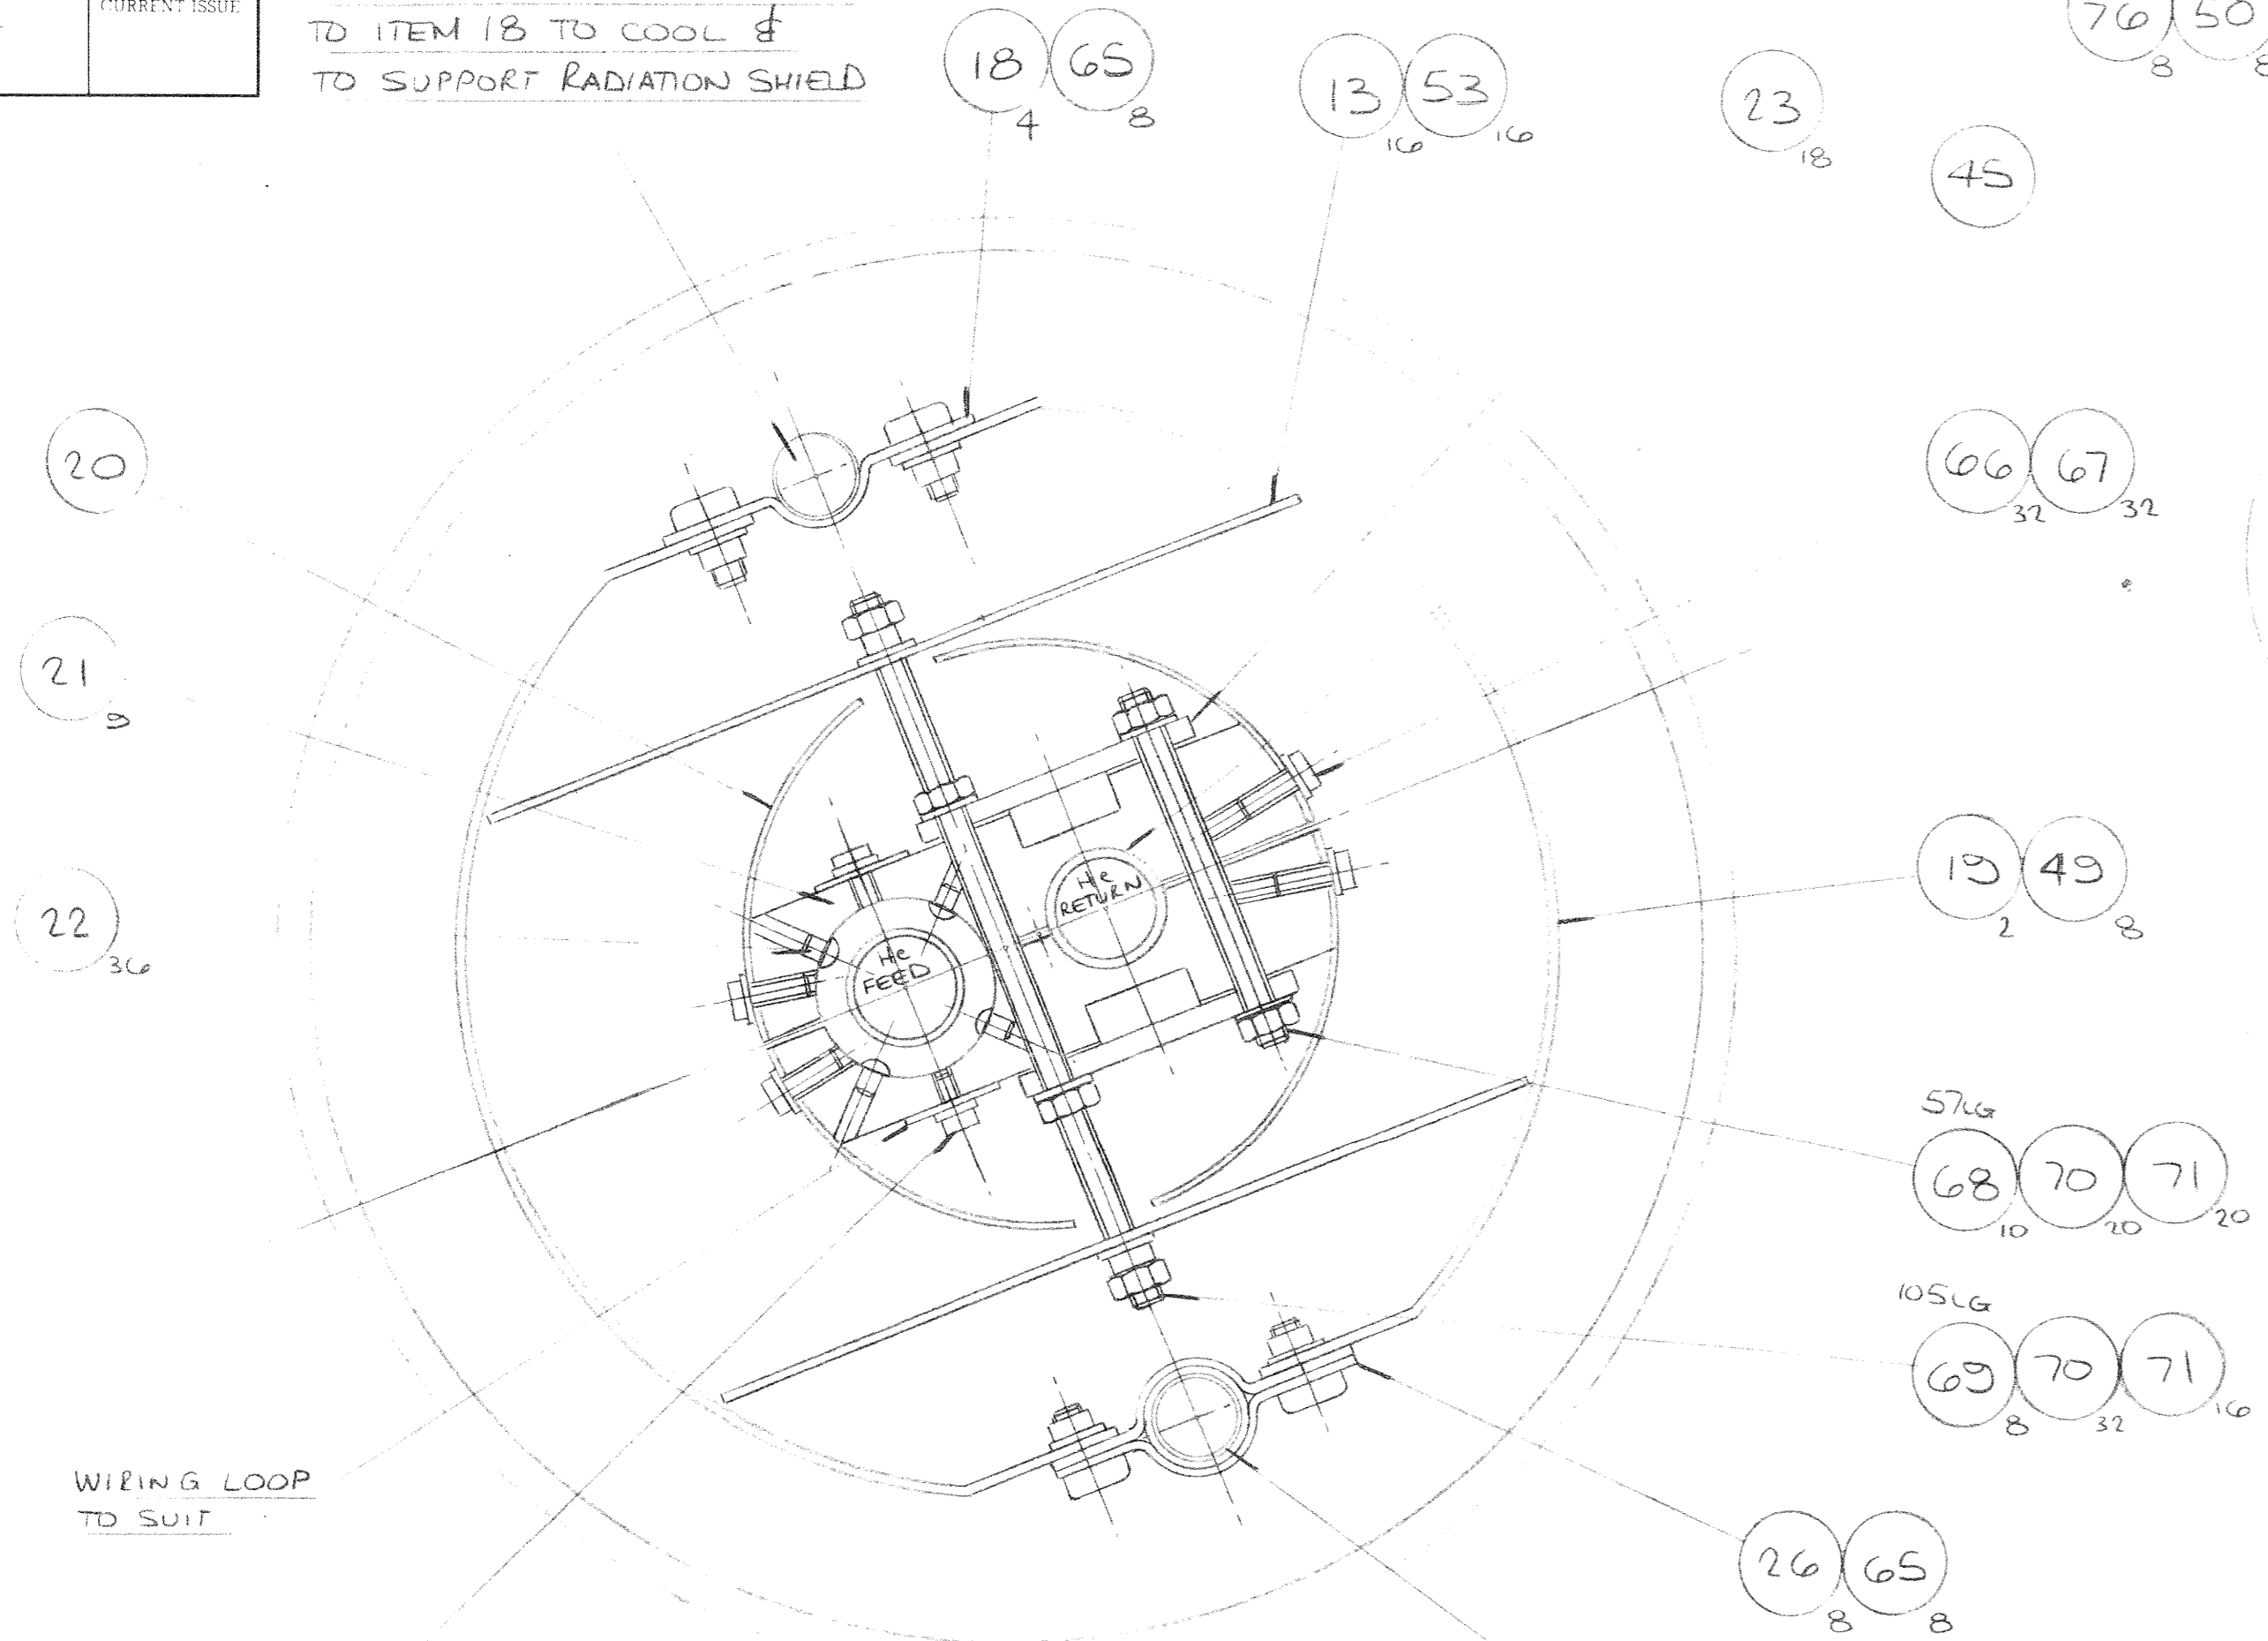 CURRENT ISSUE
TO ITEM 18 TO COOL &
TO SUPPORT RADIATION SHIELD
18 4 65 8
13 16 53 16
23 18
76 8 50 8
45
20
66 32 67 32
21 9
22 36
19 2 49 8
He
RETURN
He
FEED
57LG
68 10 70 20 71 20
105LG
69 8 70 32 71 16
WIRING LOOP
TO SUIT
26 8 65 8